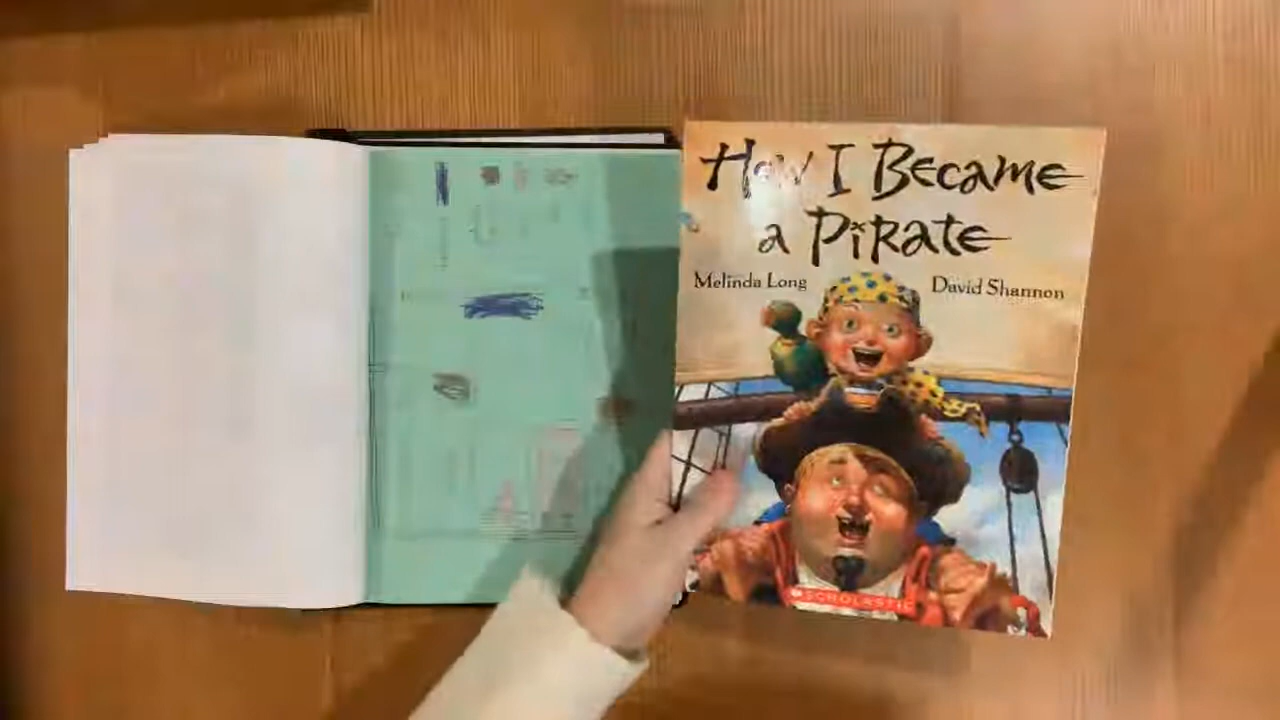 How I Became
a Pirate
Melinda Long
David Shannon
SCHOLASTIC